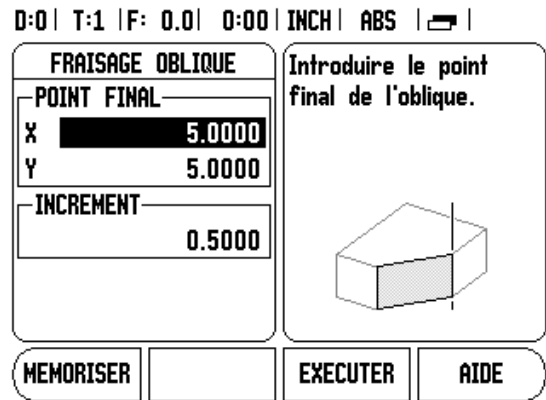 D:0 | T:1 | F: 0.0 | 0:00 | INCH | ABS
FRAISAGE OBLIQUE
POINT FINAL
X 5.0000
Y 5.0000
INCREMENT
0.5000
Introduire le point
final de l'oblique.
MEMORISER
EXECUTER
AIDE